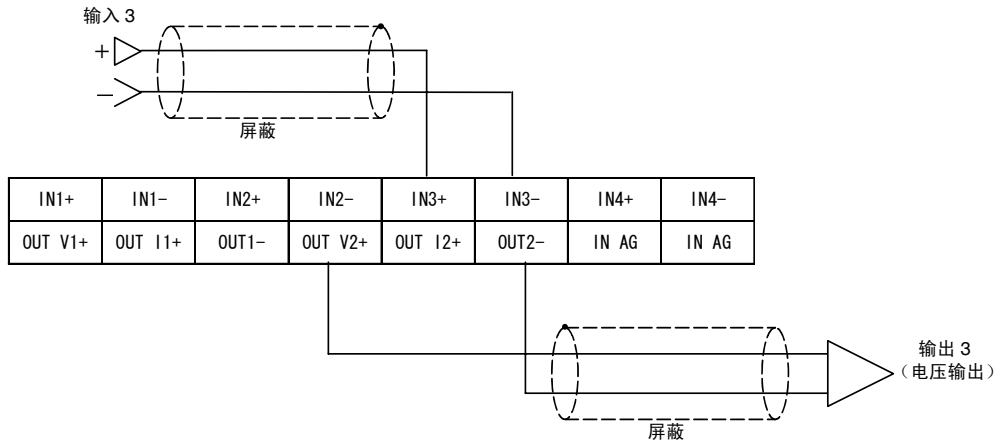 输入 3
+
−
屏蔽
IN1+ IN1− IN2+ IN2− IN3+ IN3− IN4+ IN4−
OUT V1+ OUT I1+ OUT1− OUT V2+ OUT I2+ OUT2− IN AG IN AG
输出 3
（电压输出）
屏蔽